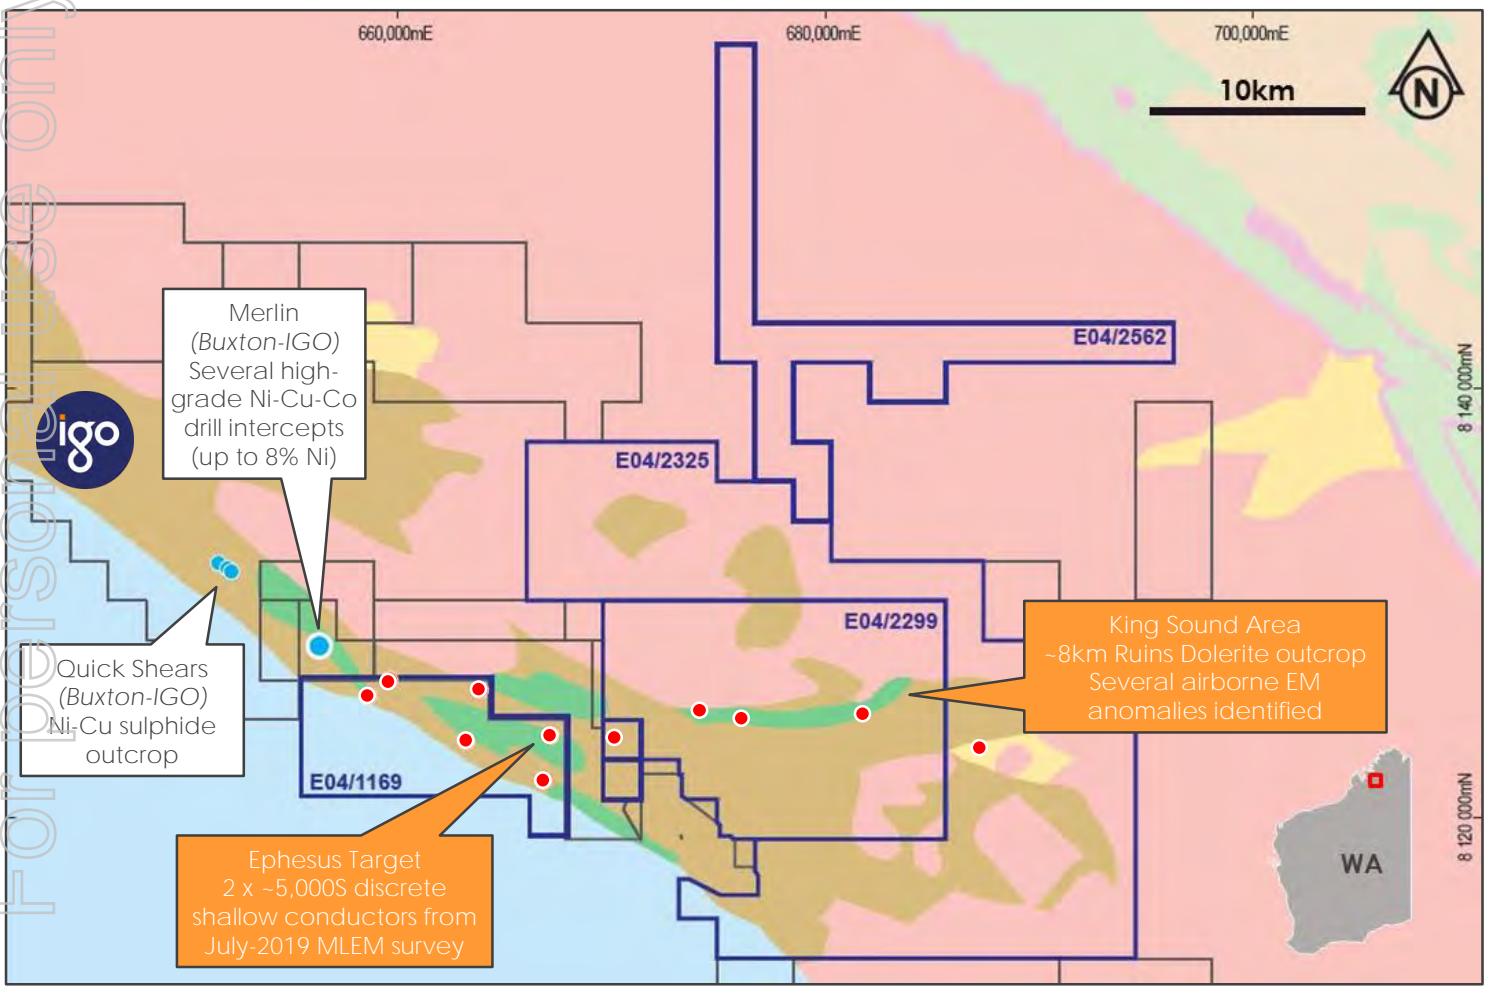 For personal use only
660,000mE
680,000mE
700,000mE
10km
N
E04/2562
8 140 000mN
Merlin
(Buxton-IGO)
Several high-
grade Ni-Cu-Co
drill intercepts
(up to 8% Ni)
igo
E04/2325
E04/2299
King Sound Area
~8km Ruins Dolerite outcrop
Several airborne EM
anomalies identified
Quick Shears
(Buxton-IGO)
Ni-Cu sulphide
outcrop
E04/1169
8 120 000mN
WA
Ephesus Target
2 x ~5,000S discrete
shallow conductors from
July-2019 MLEM survey